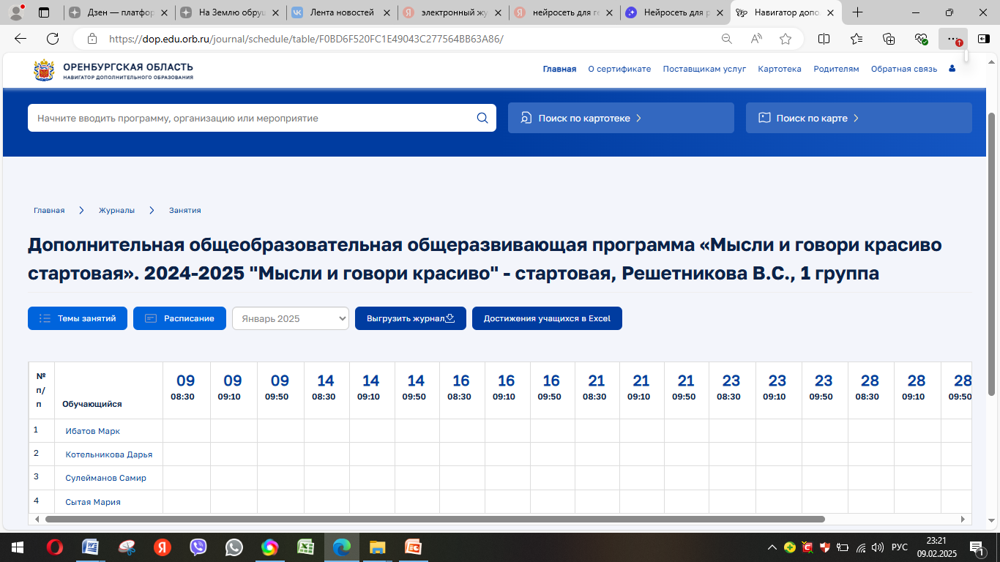 Дзен — платфор
На Землю обруш
Лента новостей
электронный жу
нейросеть для ге
Нейросеть для р
Навигатор допо
https://dop.edu.orb.ru/journal/schedule/table/F0BD6F520FC1E49043C277564BB63A86/
ОРЕНБУРГСКАЯ ОБЛАСТЬ
НАВИГАТОР ДОПОЛНИТЕЛЬНОГО ОБРАЗОВАНИЯ
Главная О сертификате Поставщикам услуг Картотека Родителям Обратная связь
Начните вводить программу, организацию или мероприятие
Поиск по картотеке
Поиск по карте
Главная Журналы Занятия
Дополнительная общеобразовательная общеразвивающая программа «Мысли и говори красиво
стартовая». 2024-2025 "Мысли и говори красиво" - стартовая, Решетникова В.С., 1 группа
Темы занятий Расписание Январь 2025 Выгрузить журнал Достижения учащихся в Excel
№ п/п Обучающийся
09 09 09 14 14 14 16 16 16 21 21 21 23 23 23 28 28 28
08:30 09:10 09:50 08:30 09:10 09:50 08:30 09:10 09:50 08:30 09:10 09:50 08:30 09:10 09:50 08:30 09:10 09:50
1 Ибатов Марк
2 Котельникова Дарья
3 Сулейманов Самир
4 Сытая Мария
РУС
23:21
09.02.2025
1